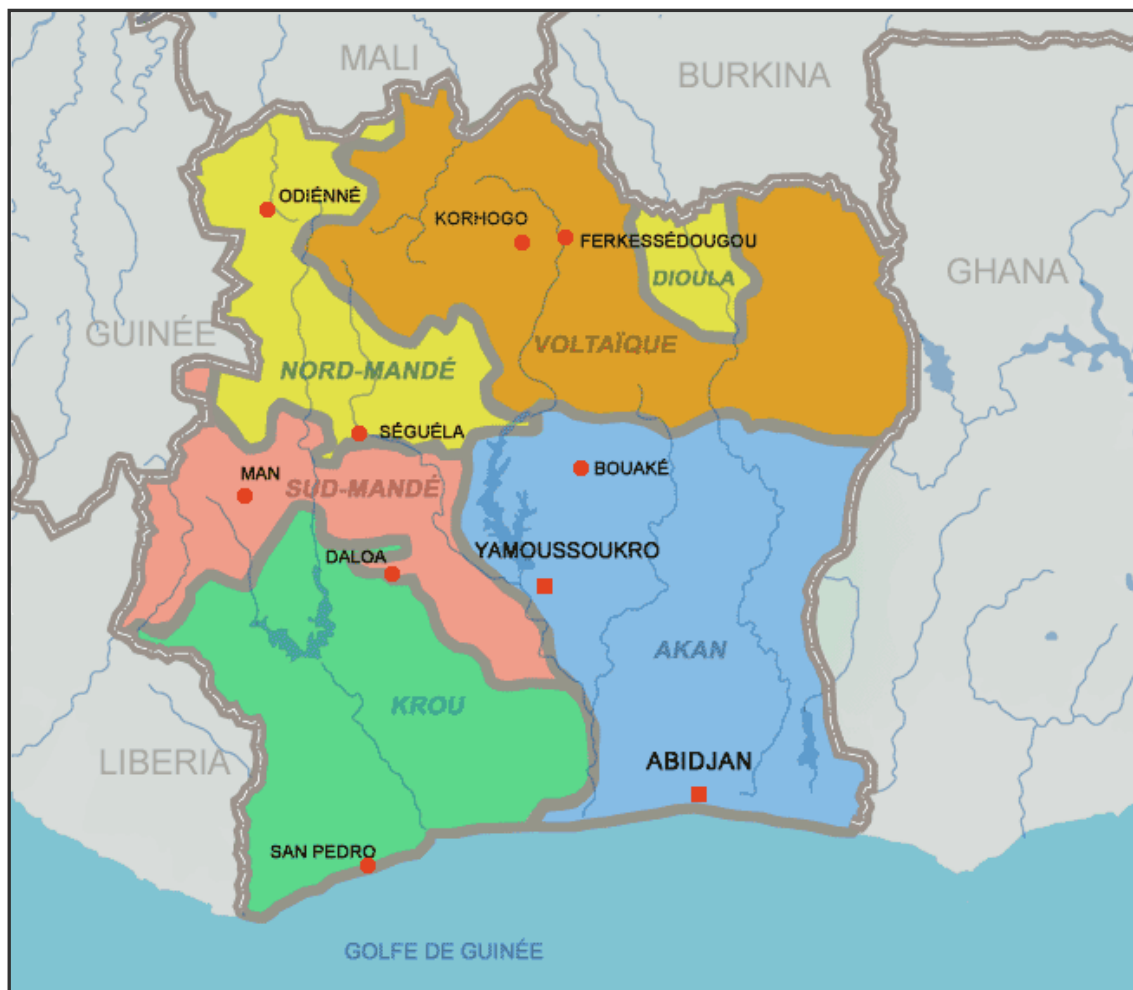 MALI
BURKINA
ODIÉNNÉ
KORHOGO
FERKESSÉDOUGOU
DIOULA
GHANA
GUINÉE
VOLTAÏQUE
NORD-MANDÉ
SÉGUÉLA
BOUAKÉ
MAN
SUD-MANDÉ
YAMOUSSOUKRO
DALOA
AKAN
KROU
LIBERIA
ABIDJAN
SAN PEDRO
GOLFE DE GUINÉE